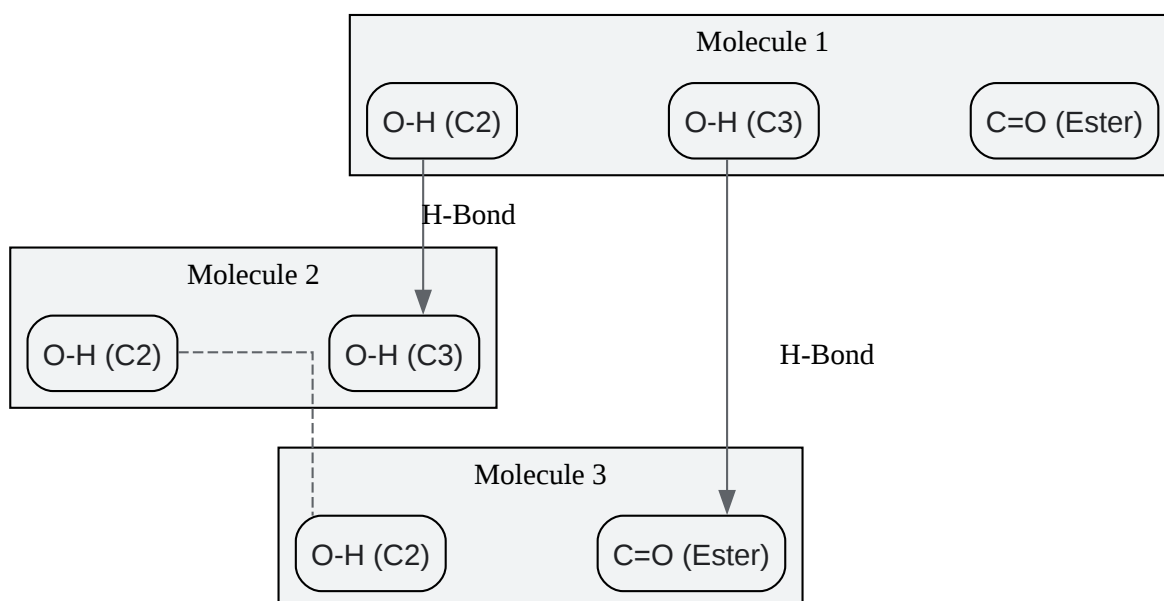 Molecule 1
O-H (C2)
O-H (C3)
C=O (Ester)
H-Bond
Molecule 2
O-H (C2)
O-H (C3)
H-Bond
Molecule 3
O-H (C2)
C=O (Ester)